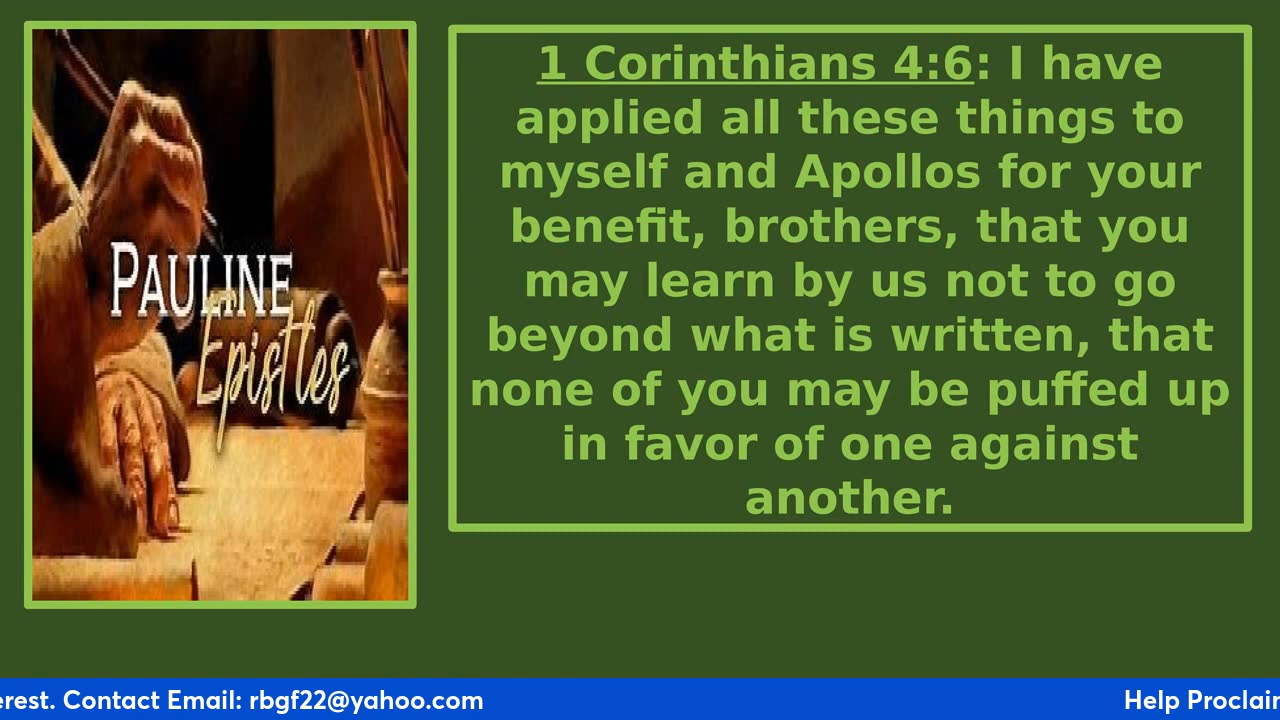 PAULINE
Epistles
1 Corinthians 4:6: I have
applied all these things to
myself and Apollos for your
benefit, brothers, that you
may learn by us not to go
beyond what is written, that
none of you may be puffed up
in favor of one against
another.
Contact Email: rbgf22@yahoo.com
Help